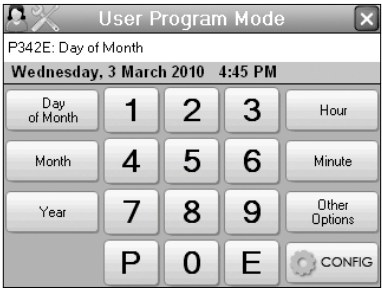 User Program Mode
P342E: Day of Month
Wednesday, 3 March 2010 4:45 PM
Day
of Month
1
2
3
Hour
Month
4
5
6
Minute
Year
7
8
9
Other
Options
P
0
E
CONFIG